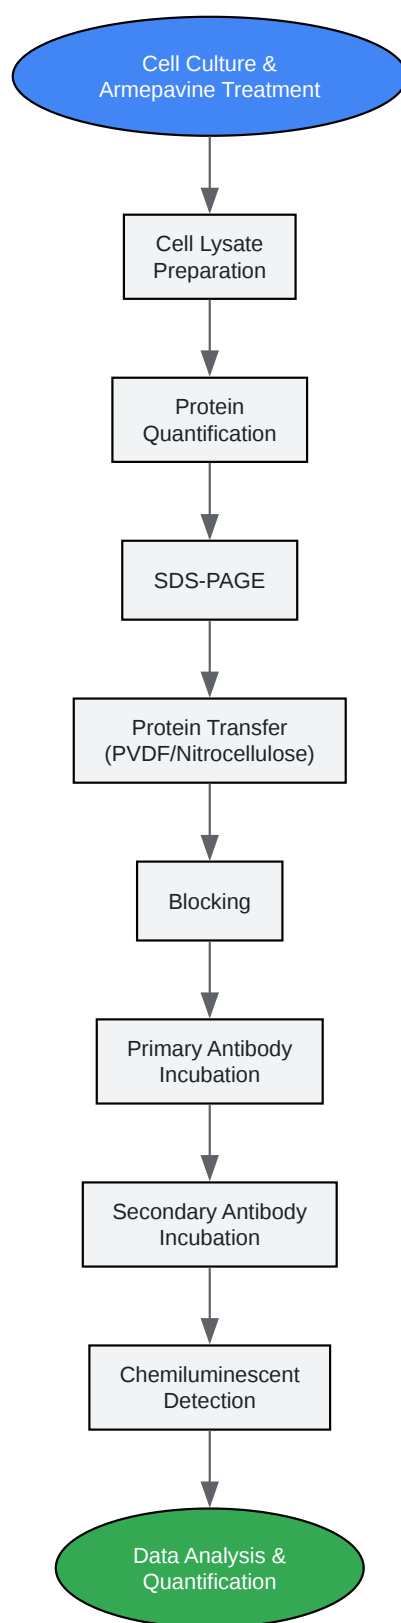 Cell Culture &
Armepavine Treatment
Cell Lysate
Preparation
Protein
Quantification
SDS-PAGE
Protein Transfer
(PVDF/Nitrocellulose)
Blocking
Primary Antibody
Incubation
Secondary Antibody
Incubation
Chemiluminescent
Detection
Data Analysis &
Quantification